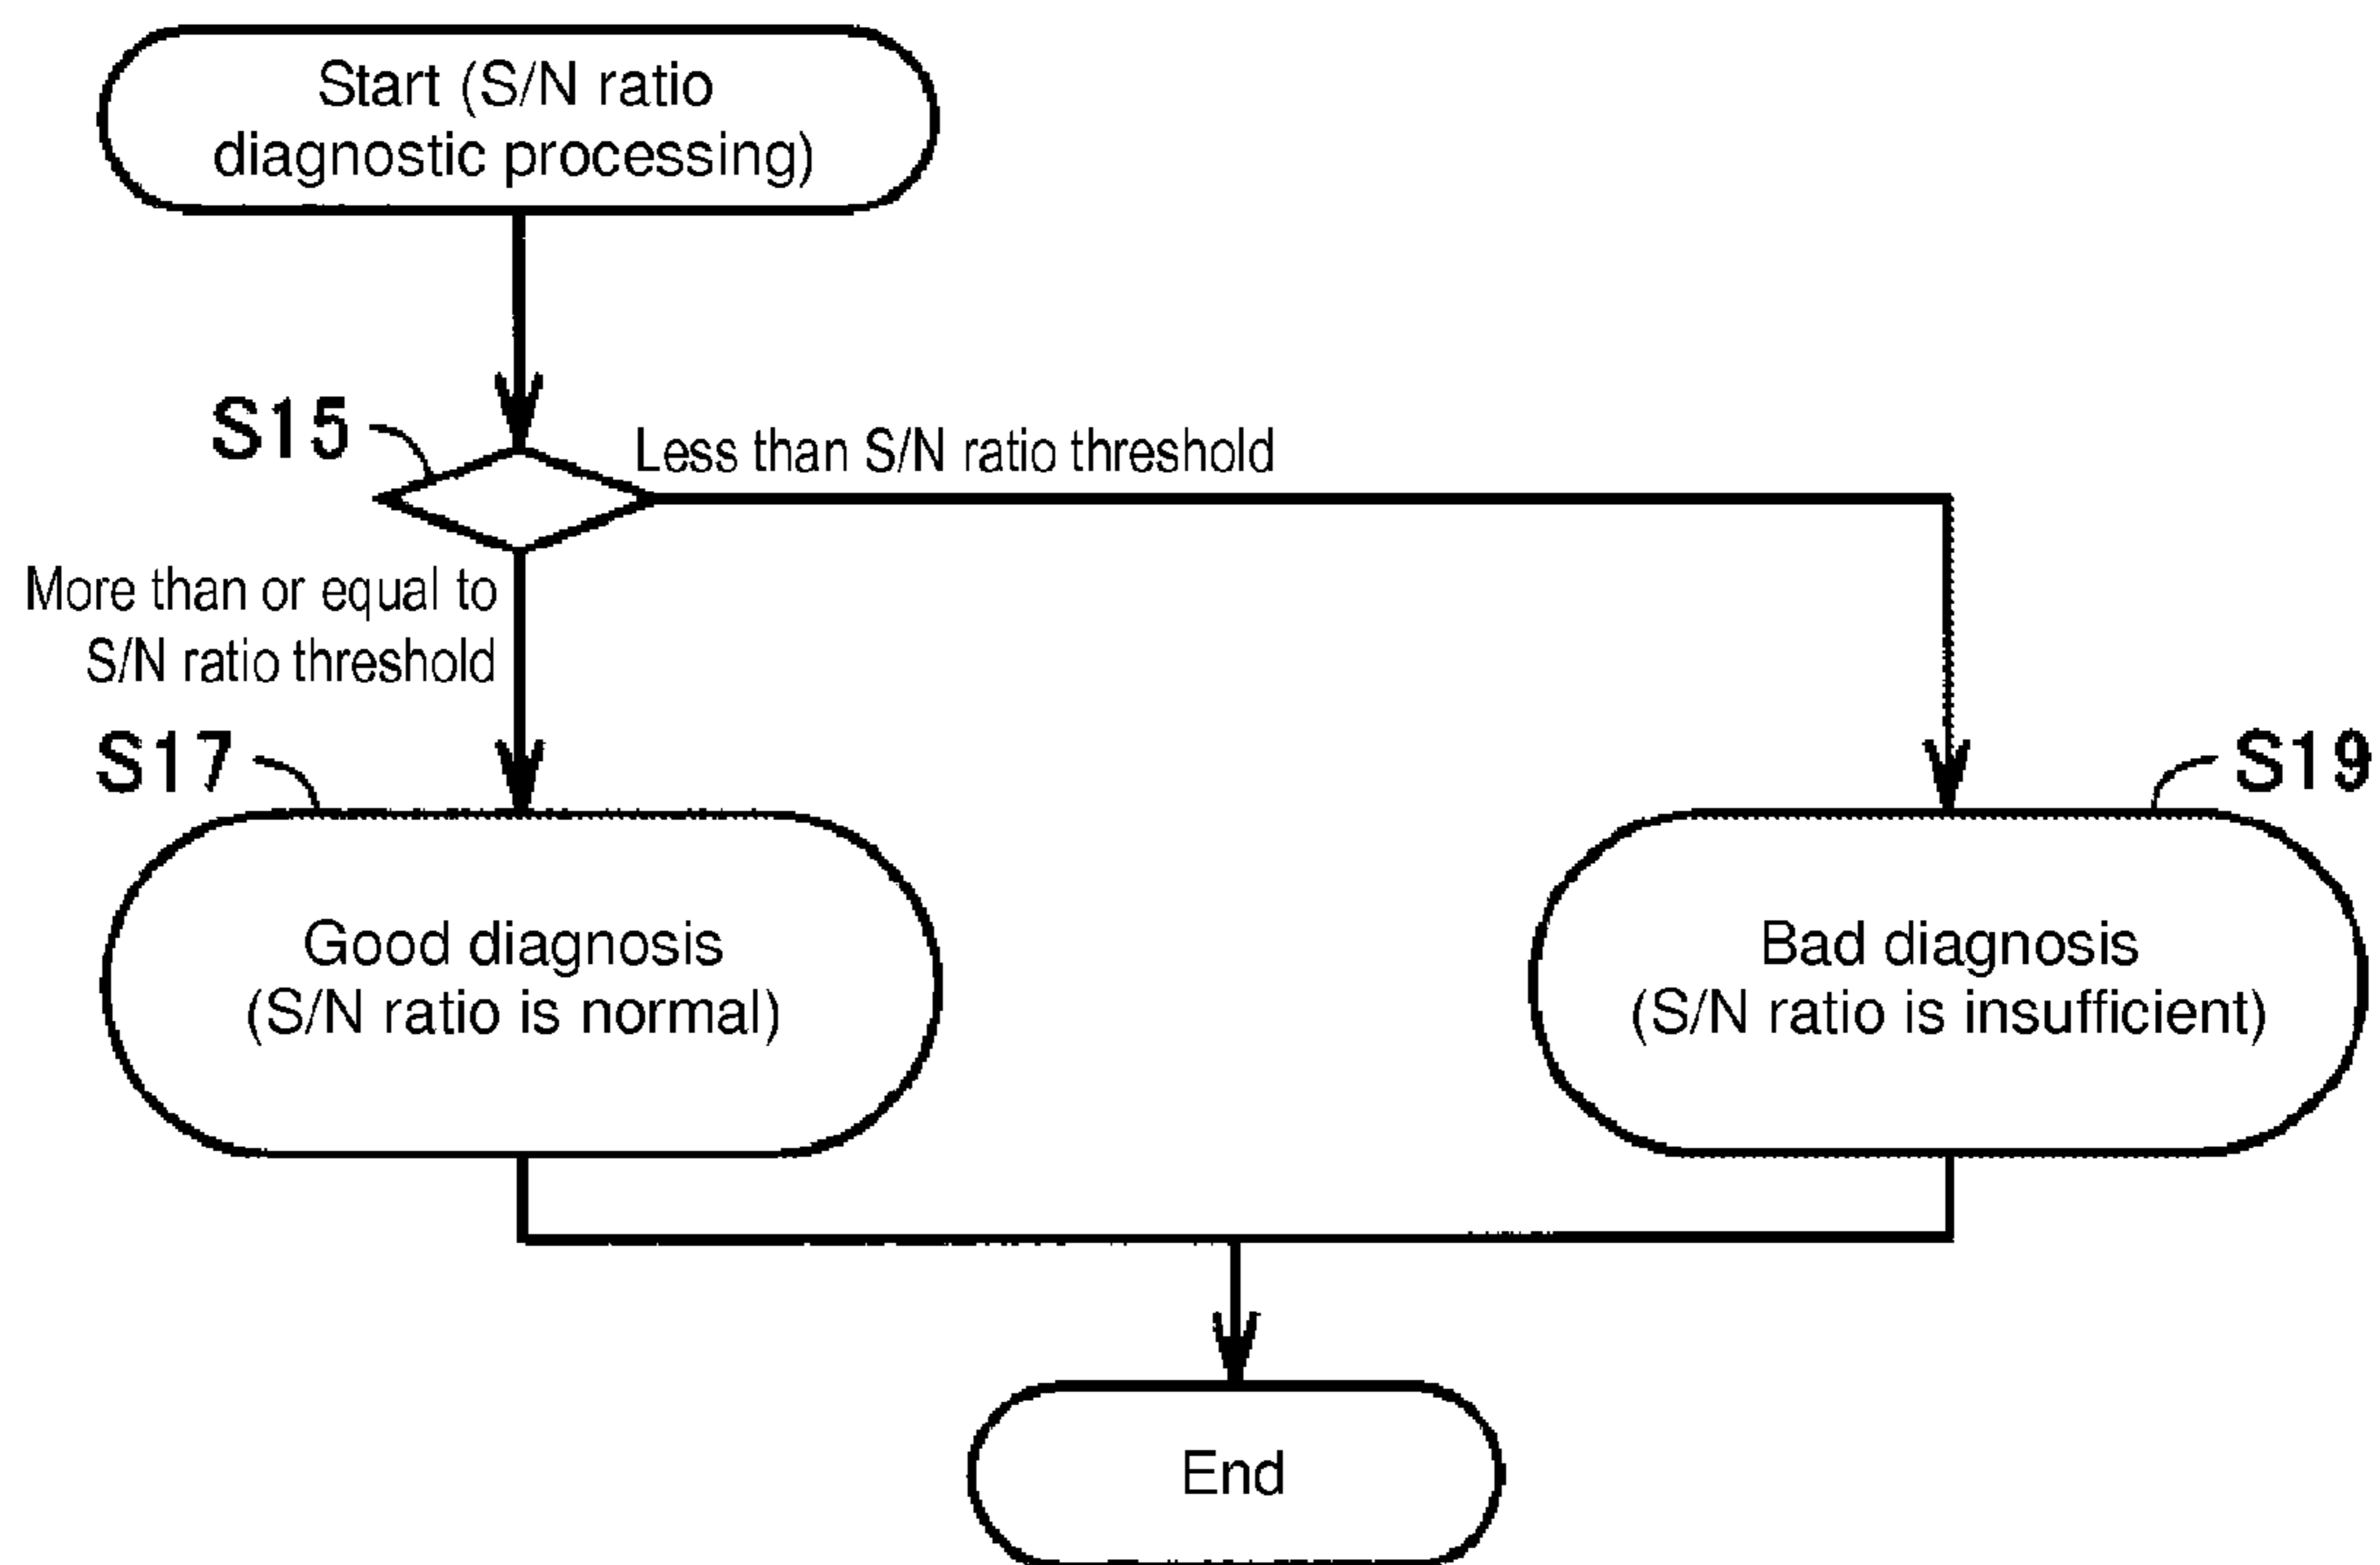 Start (S/N ratio
diagnostic processing)
S15
Less than S/N ratio threshold
More than or equal to
S/N ratio threshold
S17
S19
Good diagnosis
(S/N ratio is normal)
Bad diagnosis
(S/N ratio is insufficient)
End